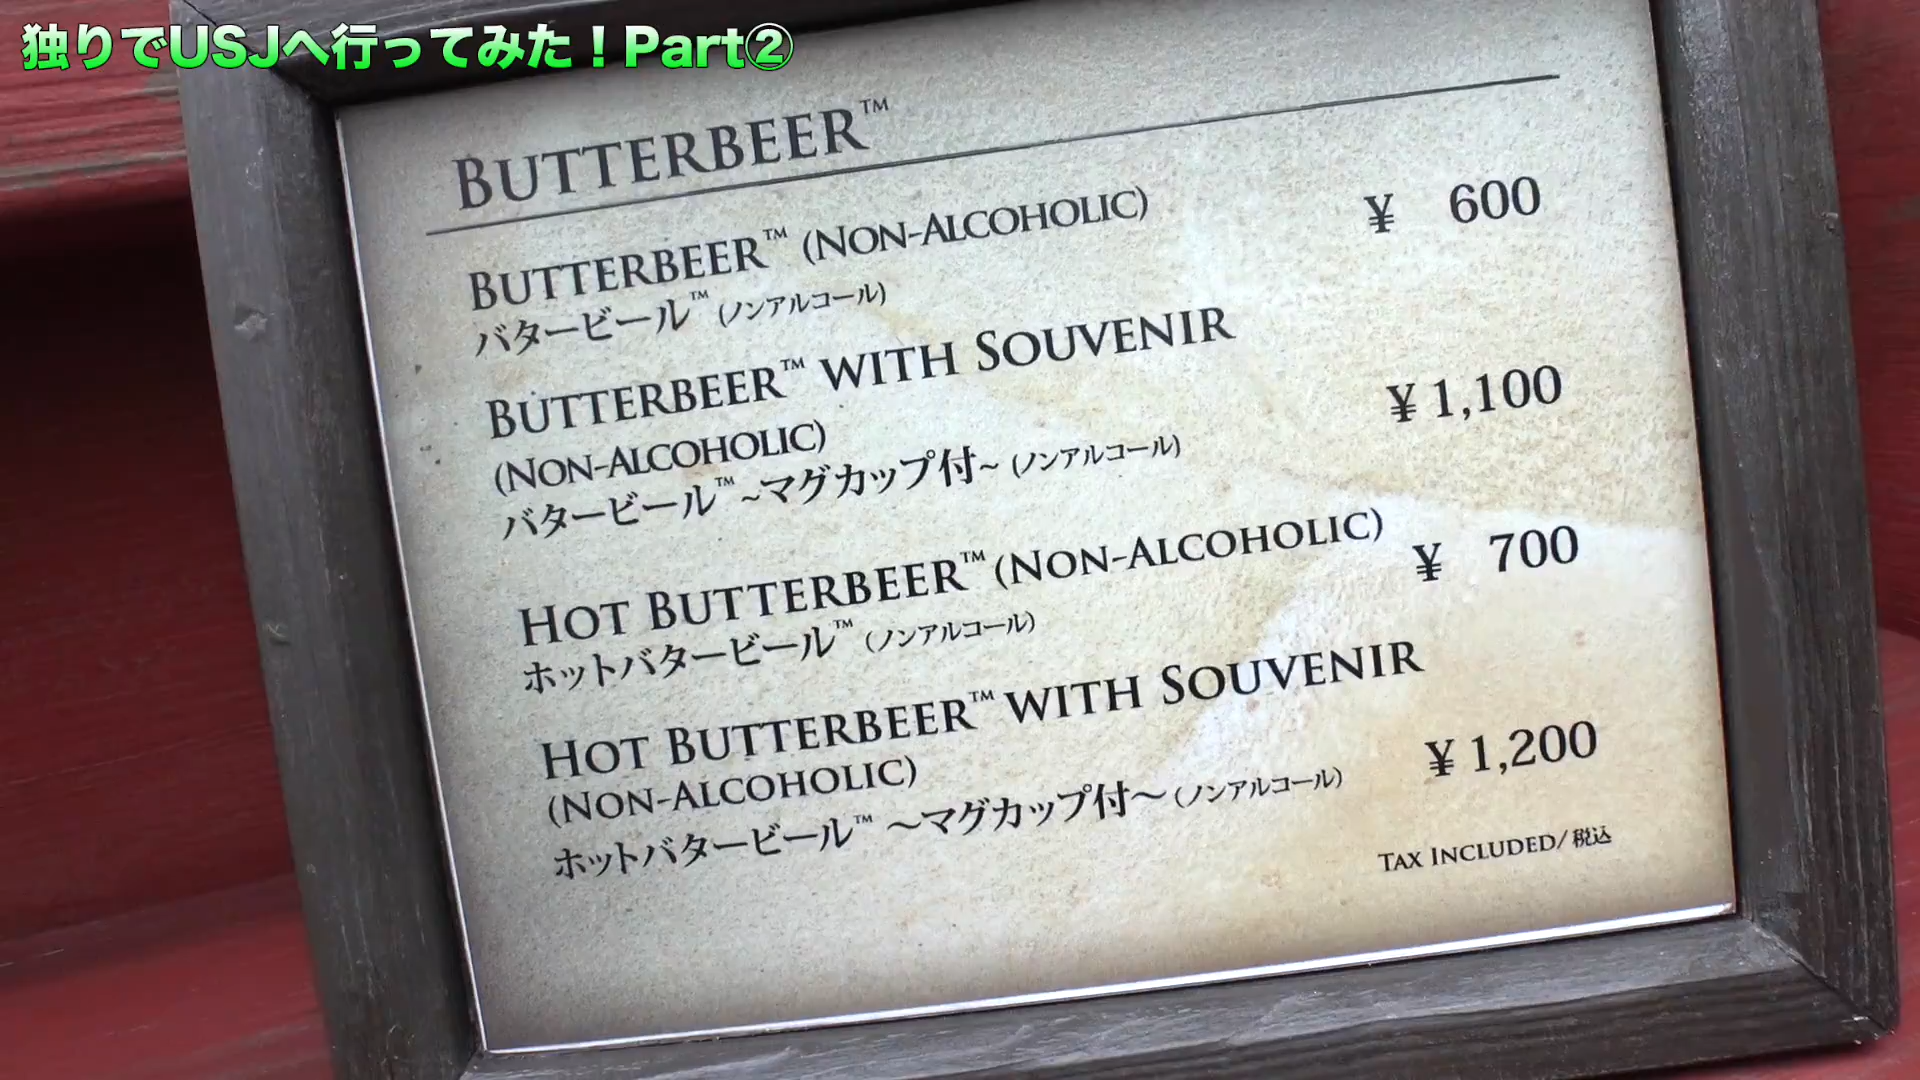 独りでUSJへ行ってみた！Part②
BUTTERBEER™
BUTTERBEER™ (NON-ALCOHOLIC) ¥ 600
バタービール™ (ノンアルコール)
BUTTERBEER™ WITH SOUVENIR
(NON-ALCOHOLIC) ¥1,100
バタービール™ ~マグカップ付~ (ノンアルコール)
HOT BUTTERBEER™ (NON-ALCOHOLIC) ¥ 700
ホットバタービール™ (ノンアルコール)
HOT BUTTERBEER™ WITH SOUVENIR
(NON-ALCOHOLIC) ¥1,200
ホットバタービール™ ～マグカップ付～ (ノンアルコール)
TAX INCLUDED/税込